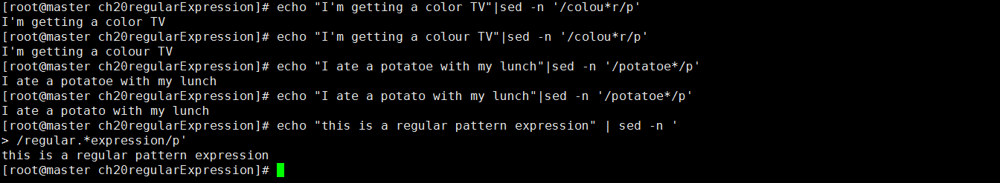 [root@master ch20regularExpression]# echo "I'm getting a color TV"|sed -n '/colou*r/p'
I'm getting a color TV
[root@master ch20regularExpression]# echo "I'm getting a colour TV"|sed -n '/colou*r/p'
I'm getting a colour TV
[root@master ch20regularExpression]# echo "I ate a potatoe with my lunch"|sed -n '/potatoe*/p'
I ate a potatoe with my lunch
[root@master ch20regularExpression]# echo "I ate a potato with my lunch"|sed -n '/potatoe*/p'
I ate a potato with my lunch
[root@master ch20regularExpression]# echo "this is a regular pattern expression" | sed -n '
> /regular.*expression/p'
this is a regular pattern expression
[root@master ch20regularExpression]#